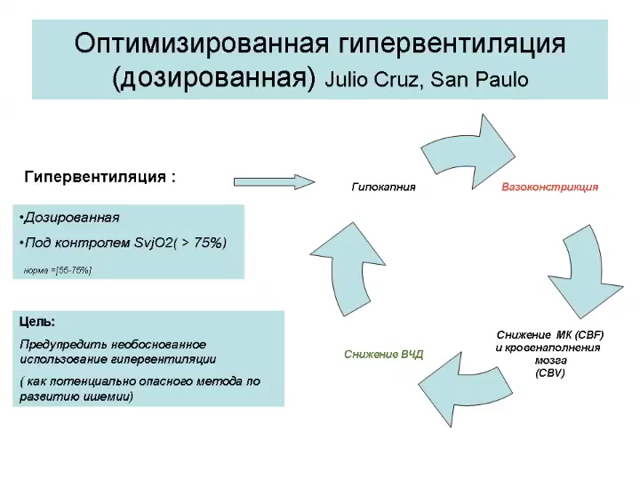 Оптимизированная гипервентиляция
(дозированная) Julio Cruz, San Paulo
Гипервентиляция :
•Дозированная
•Под контролем SvjO2( > 75%)
норма =[55-75%]
Цель:
Предупредить необоснованное
использование гипервентиляции
( как потенциально опасного метода по
развитию ишемии)
Гипокапния
Вазоконстрикция
Снижение МК (CBF)
и кровенаполнения
мозга
(CBV)
Снижение ВЧД